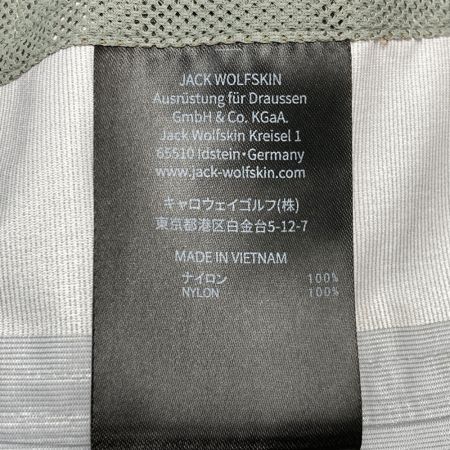 JACK WOLFSKIN
Ausrüstung für Draussen
GmbH & Co. KGaA.
Jack Wolfskin Kreisel 1
65510 Idstein・Germany
www.jack-wolfskin.com
キャロウェイゴルフ(株)
東京都港区白金台5-12-7
MADE IN VIETNAM
ナイロン 100%
NYLON 100%